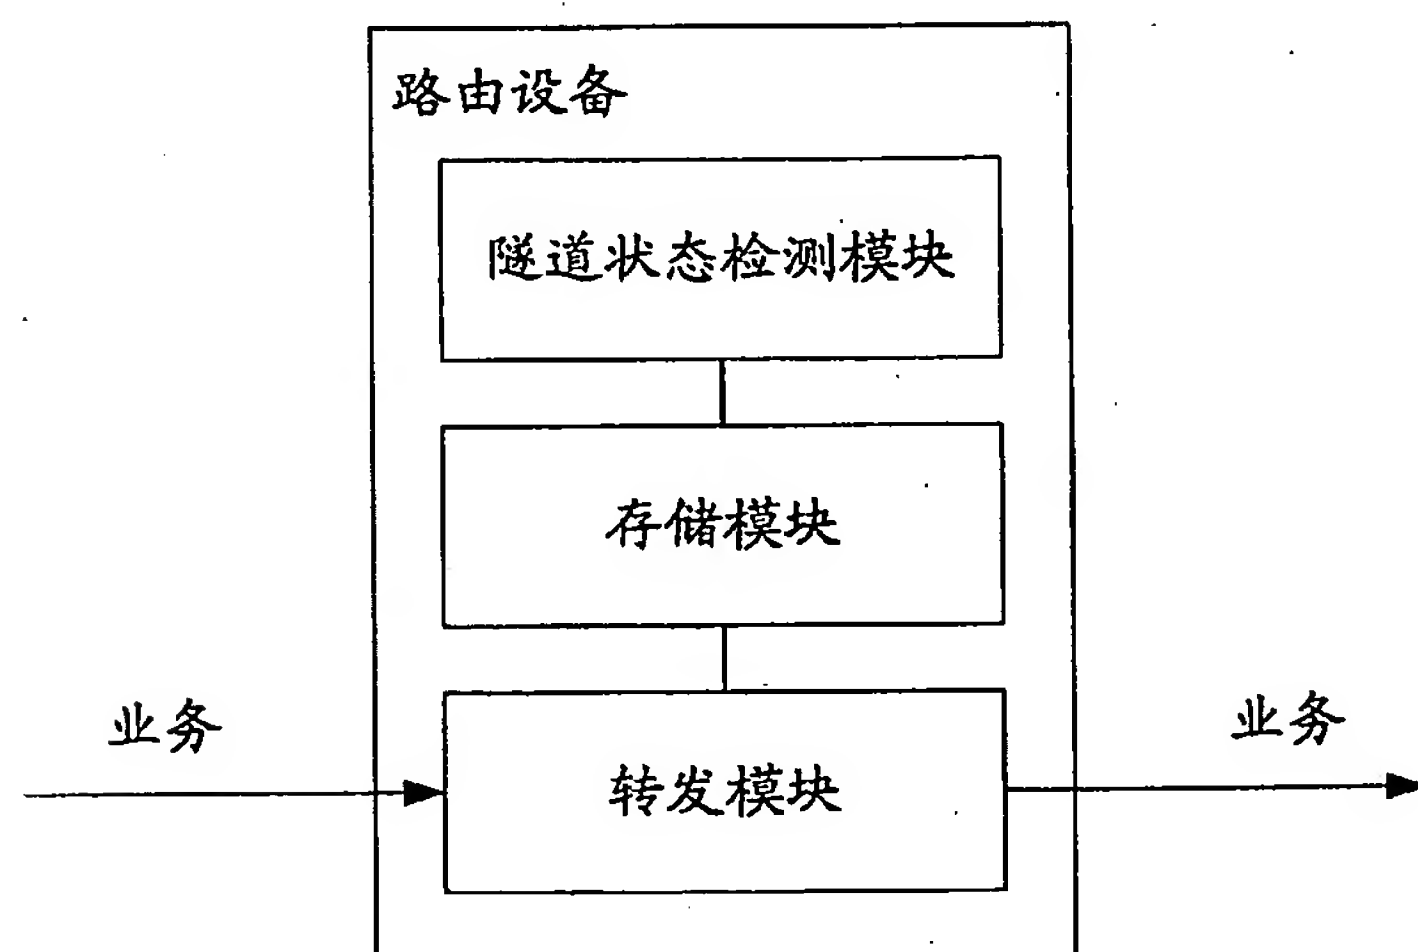 路由设备
隧道状态检测模块
存储模块
业务
转发模块
业务